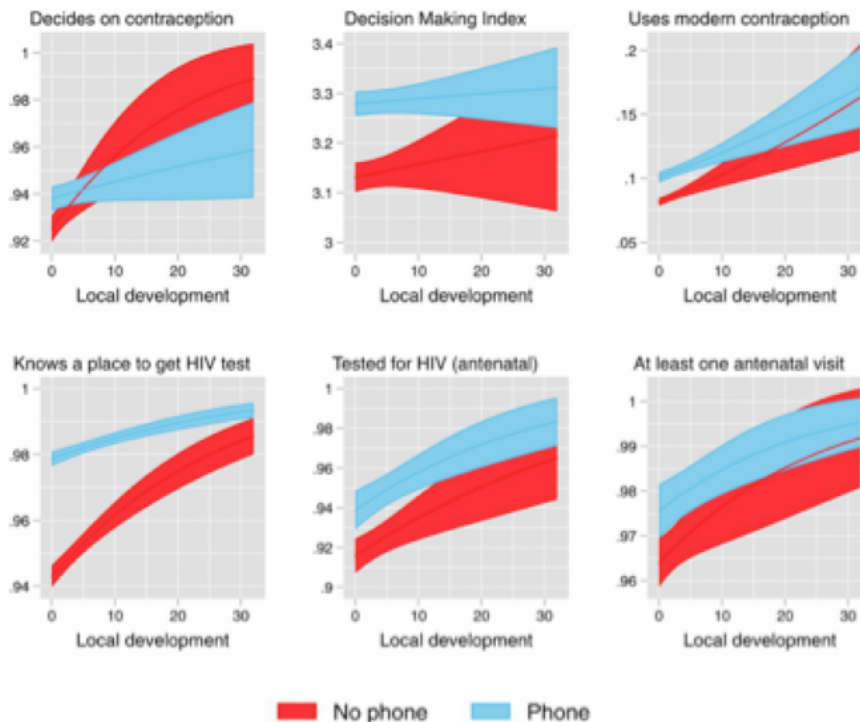 Decides on contraception
1
.98
.96
.94
.92
0 10 20 30
Local development
Decision Making Index
3.4
3.3
3.2
3.1
3
0 10 20 30
Local development
Uses modern contraception
.2
.15
.1
.05
0 10 20 30
Local development
Knows a place to get HIV test
1
.98
.96
.94
0 10 20 30
Local development
Tested for HIV (antenatal)
1
.98
.96
.94
.92
.9
0 10 20 30
Local development
At least one antenatal visit
1
.99
.98
.97
.96
0 10 20 30
Local development
No phone Phone